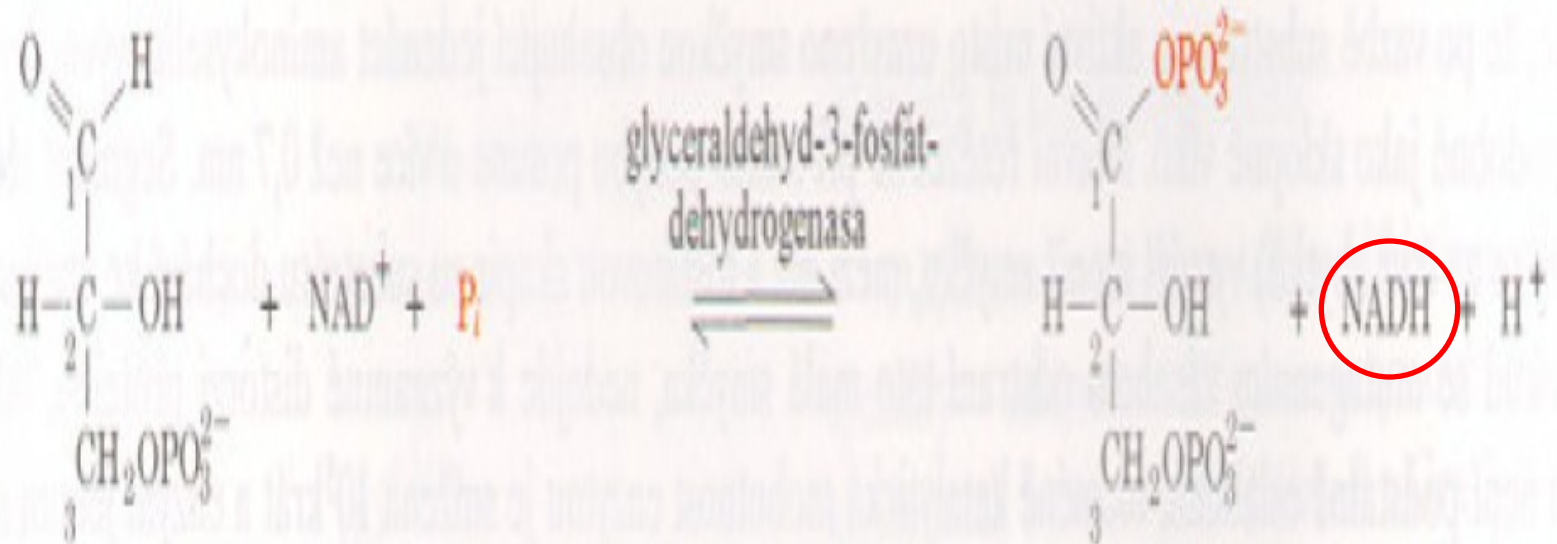 O H OPO₃²⁻
O
C
1
glyceraldehyd-3-fosfát-
dehydrogenasa
C
1
H–C–OH + NAD⁺ + Pᵢ
H–C–OH + NADH + H⁺
2
2
CH₂OPO₃²⁻
CH₂OPO₃²⁻
3
3